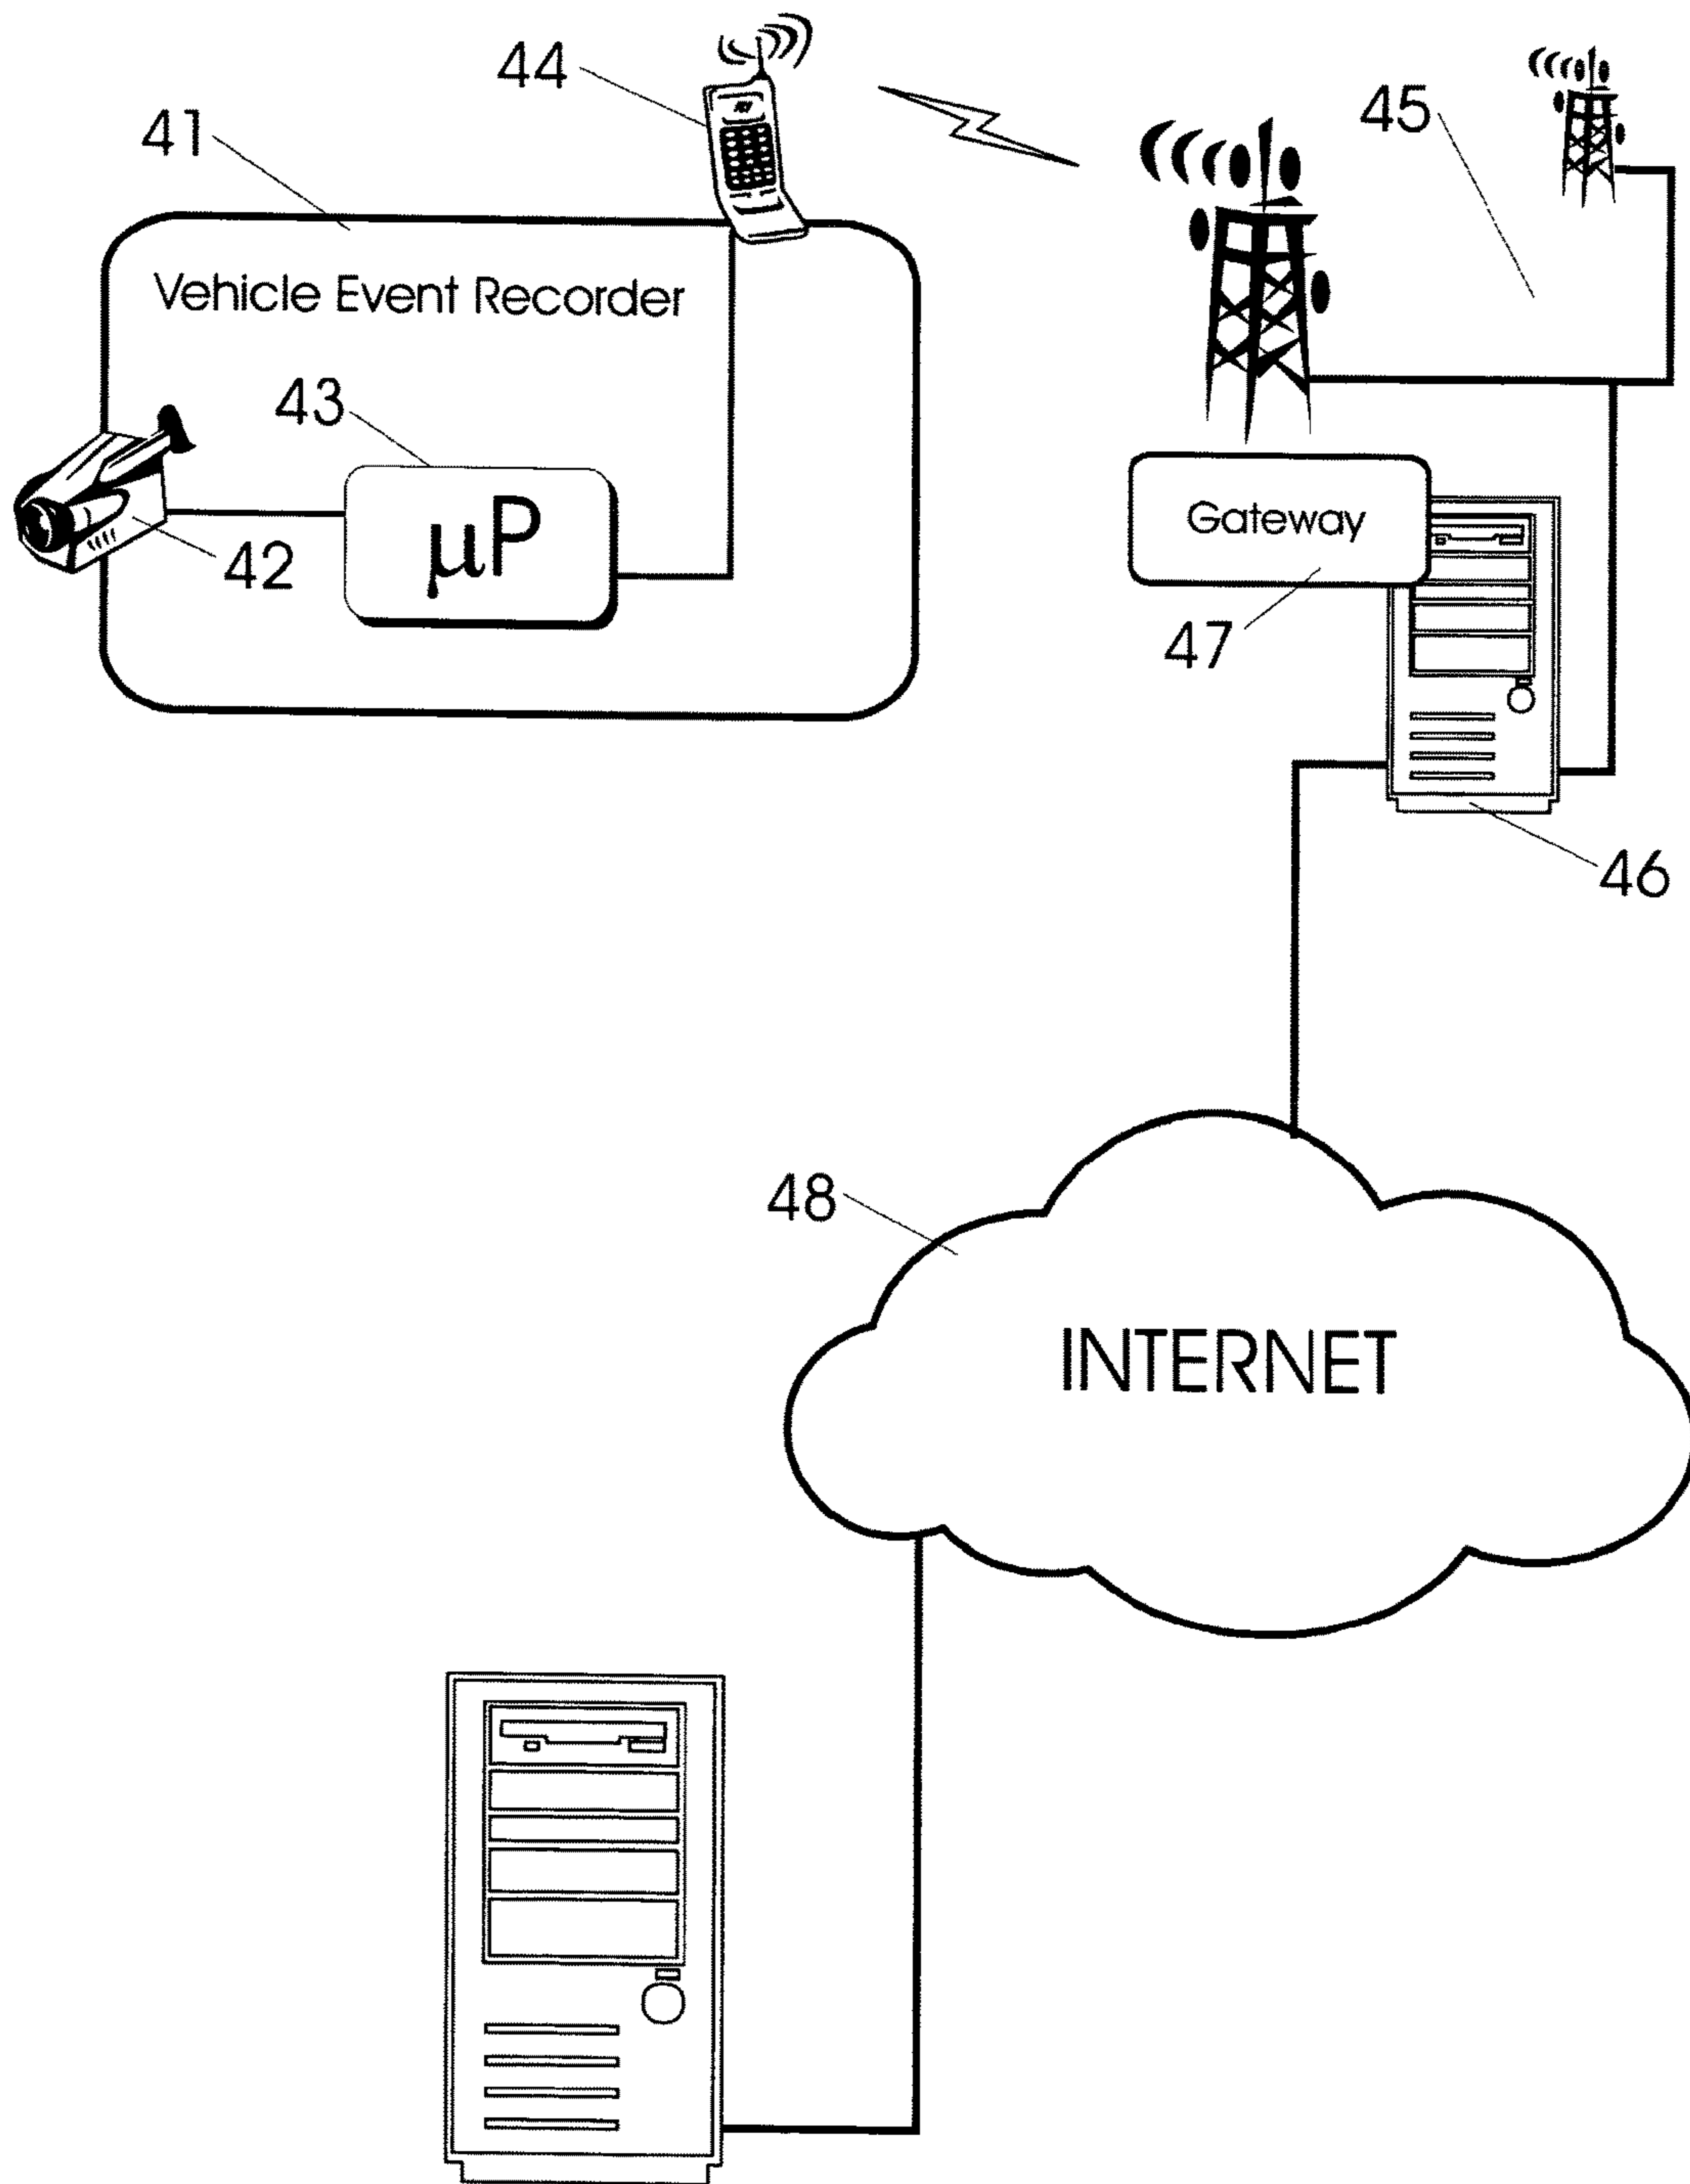 44
45
41
Vehicle Event Recorder
43
μP
42
Gateway
47
46
48
INTERNET